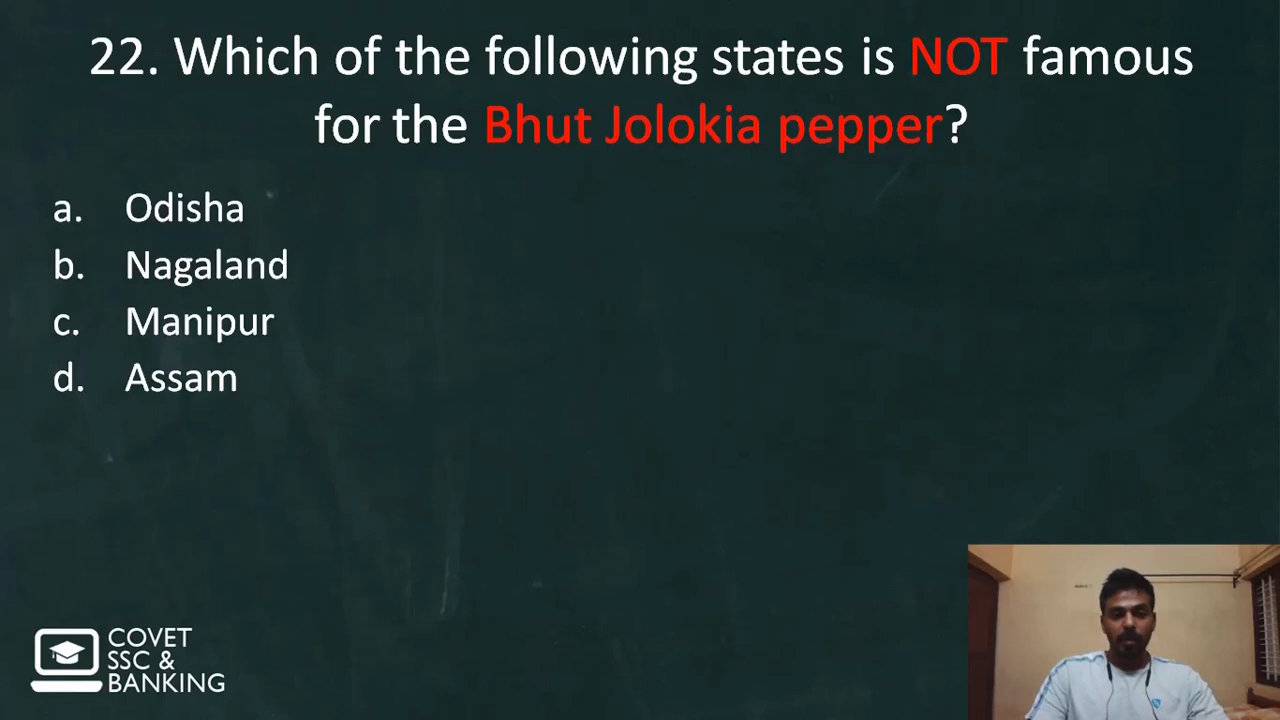 22. Which of the following states is NOT famous
for the Bhut Jolokia pepper?
a. Odisha
b. Nagaland
c. Manipur
d. Assam
COVET
SSC &
BANKING